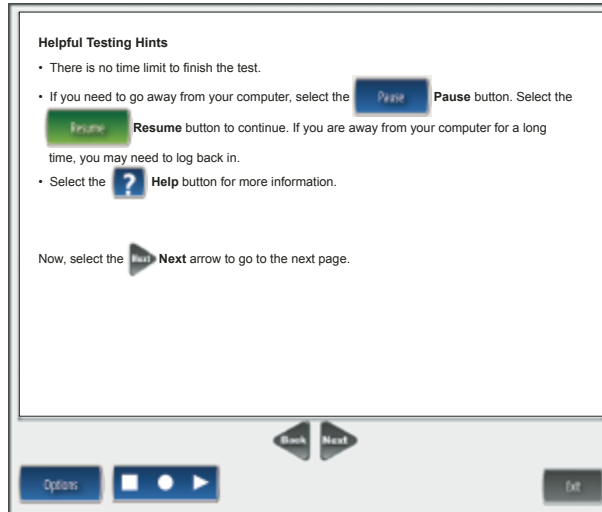 Helpful Testing Hints
• There is no time limit to finish the test.
• If you need to go away from your computer, select the Pause Pause button. Select the
Resume Resume button to continue. If you are away from your computer for a long
time, you may need to log back in.
• Select the ? Help button for more information.
Now, select the Next Next arrow to go to the next page.
Back Next
Options
Exit